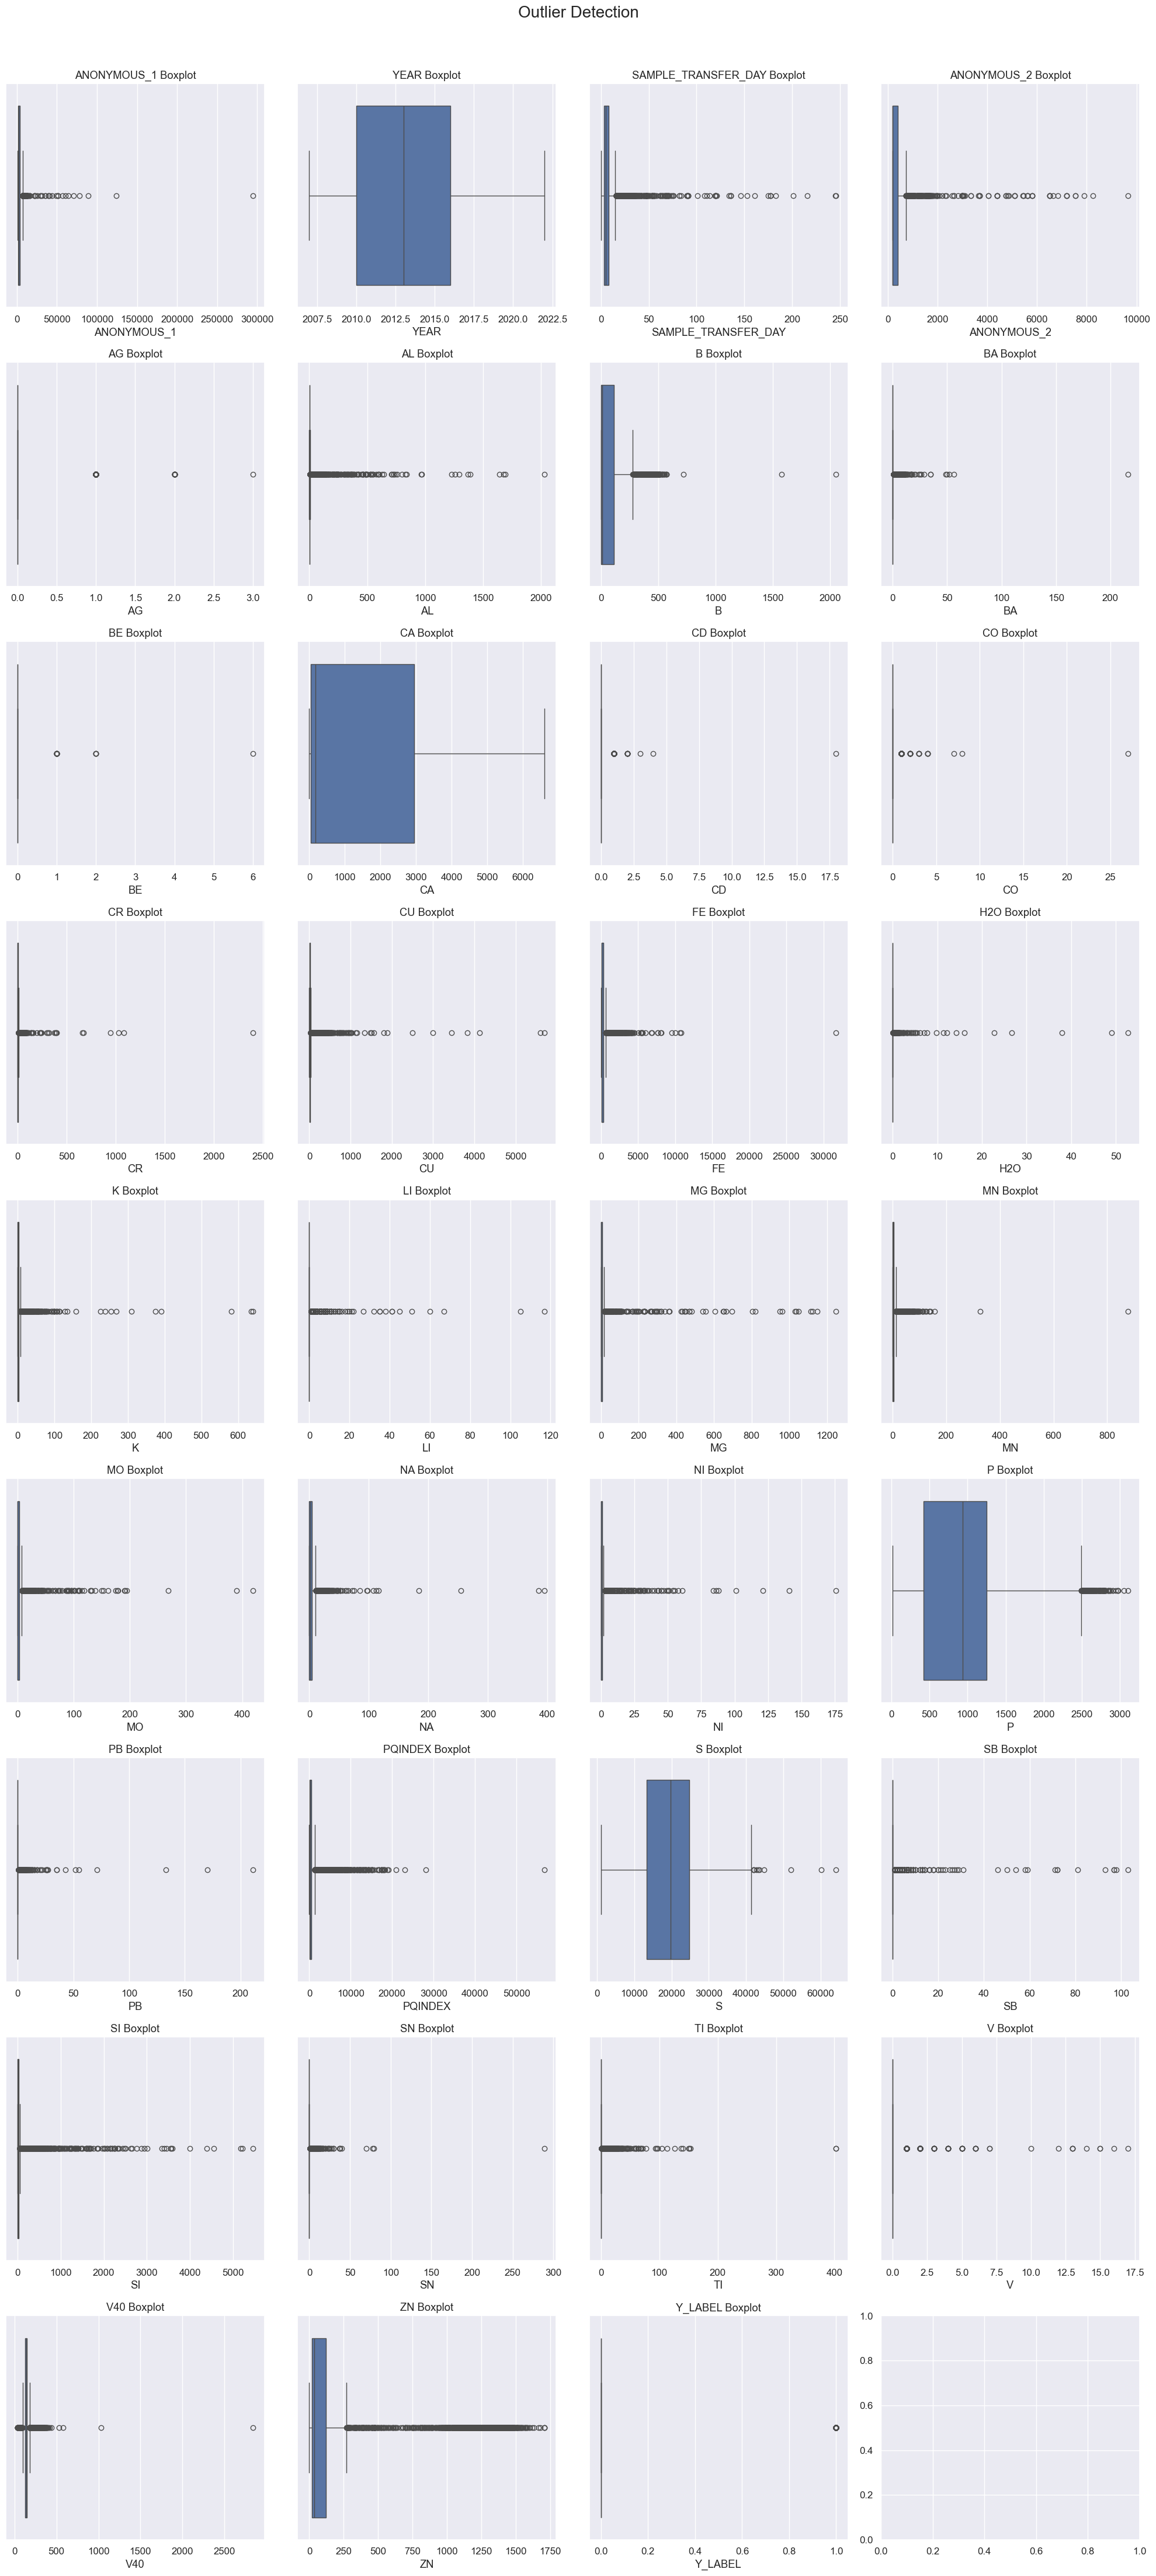 Outlier Detection
ANONYMOUS_1 Boxplot YEAR Boxplot SAMPLE_TRANSFER_DAY Boxplot ANONYMOUS_2 Boxplot
0 50000 100000 150000 200000 250000 300000 2007.5 2010.0 2012.5 2015.0 2017.5 2020.0 2022.5 0 50 100 150 200 250 0 2000 4000 6000 8000 10000
ANONYMOUS_1 YEAR SAMPLE_TRANSFER_DAY ANONYMOUS_2
AG Boxplot AL Boxplot B Boxplot BA Boxplot
0.0 0.5 1.0 1.5 2.0 2.5 3.0 0 500 1000 1500 2000 0 500 1000 1500 2000 0 50 100 150 200
AG AL B BA
BE Boxplot CA Boxplot CD Boxplot CO Boxplot
0 1 2 3 4 5 6 0 1000 2000 3000 4000 5000 6000 0.0 2.5 5.0 7.5 10.0 12.5 15.0 17.5 0 5 10 15 20 25
BE CA CD CO
CR Boxplot CU Boxplot FE Boxplot H2O Boxplot
0 500 1000 1500 2000 2500 0 1000 2000 3000 4000 5000 0 5000 10000 15000 20000 25000 30000 0 10 20 30 40 50
CR CU FE H2O
K Boxplot LI Boxplot MG Boxplot MN Boxplot
0 100 200 300 400 500 600 0 20 40 60 80 100 120 0 200 400 600 800 1000 1200 0 200 400 600 800
K LI MG MN
MO Boxplot NA Boxplot NI Boxplot P Boxplot
0 100 200 300 400 0 100 200 300 400 0 25 50 75 100 125 150 175 0 500 1000 1500 2000 2500 3000
MO NA NI P
PB Boxplot PQINDEX Boxplot S Boxplot SB Boxplot
0 50 100 150 200 0 10000 20000 30000 40000 50000 0 10000 20000 30000 40000 50000 60000 0 20 40 60 80 100
PB PQINDEX S SB
SI Boxplot SN Boxplot TI Boxplot V Boxplot
0 1000 2000 3000 4000 5000 0 50 100 150 200 250 300 0 100 200 300 400 0.0 2.5 5.0 7.5 10.0 12.5 15.0 17.5
SI SN TI V
V40 Boxplot ZN Boxplot Y_LABEL Boxplot
1.0
0.8
0.6
0.4
0.2
0.0
0 500 1000 1500 2000 2500 0 250 500 750 1000 1250 1500 1750 0.0 0.2 0.4 0.6 0.8 1.0 0.0 0.2 0.4 0.6 0.8 1.0
V40 ZN Y_LABEL